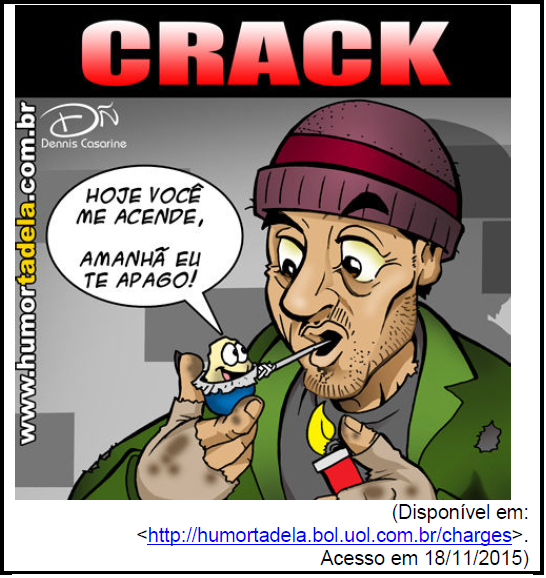 CRACK
www.humortadela.com.br
DÑ
Dennis Casarine
HOJE VOCÊ
ME ACENDE,
AMANHÃ EU
TE APAGO!
(Disponível em:
<http://humortadela.bol.uol.com.br/charges>.
Acesso em 18/11/2015)